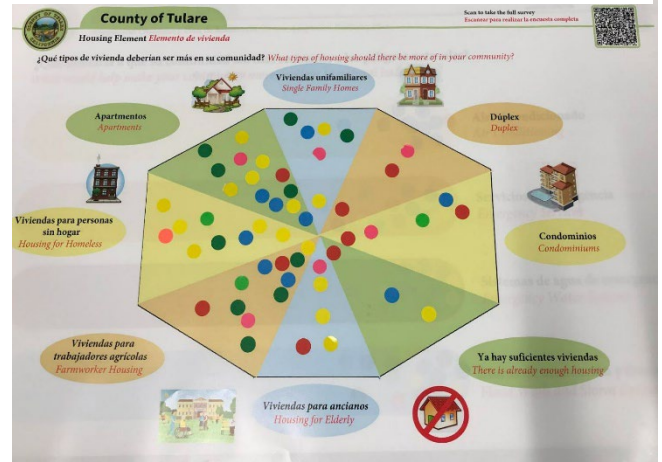 County of Tulare
Scan to take the full survey
Escanear para realizar la encuesta completa
Housing Element Elemento de vivienda
¿Qué tipos de vivienda deberían ser más en su comunidad? What types of housing should there be more of in your community?
Viviendas unifamiliares
Single Family Homes
Apartmentos
Apartments
Dúplex
Duplex
Viviendas para personas
sin hogar
Housing for Homeless
Condominios
Condominiums
Viviendas para
trabajadores agrícolas
Farmworker Housing
Ya hay suficientes viviendas
There is already enough housing
Viviendas para ancianos
Housing for Elderly